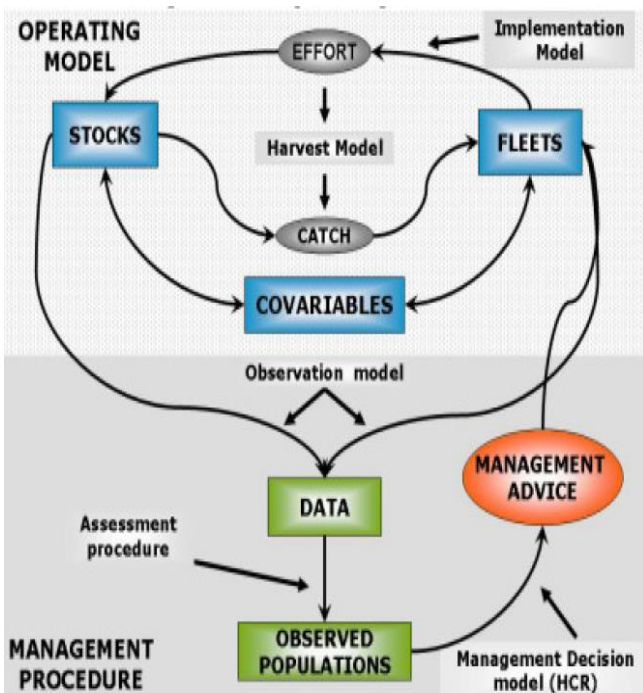 OPERATING
MODEL
EFFORT
Implementation
Model
STOCKS
Harvest Model
FLEETS
CATCH
COVARIABLES
Observation model
MANAGEMENT
ADVICE
DATA
Assessment
procedure
OBSERVED
POPULATIONS
MANAGEMENT
PROCEDURE
Management Decision
model (HCR)